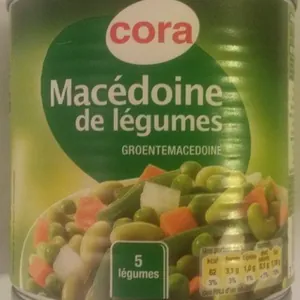 cora
Macédoine
de légumes
GROENTEMACEDOINE
5
légumes